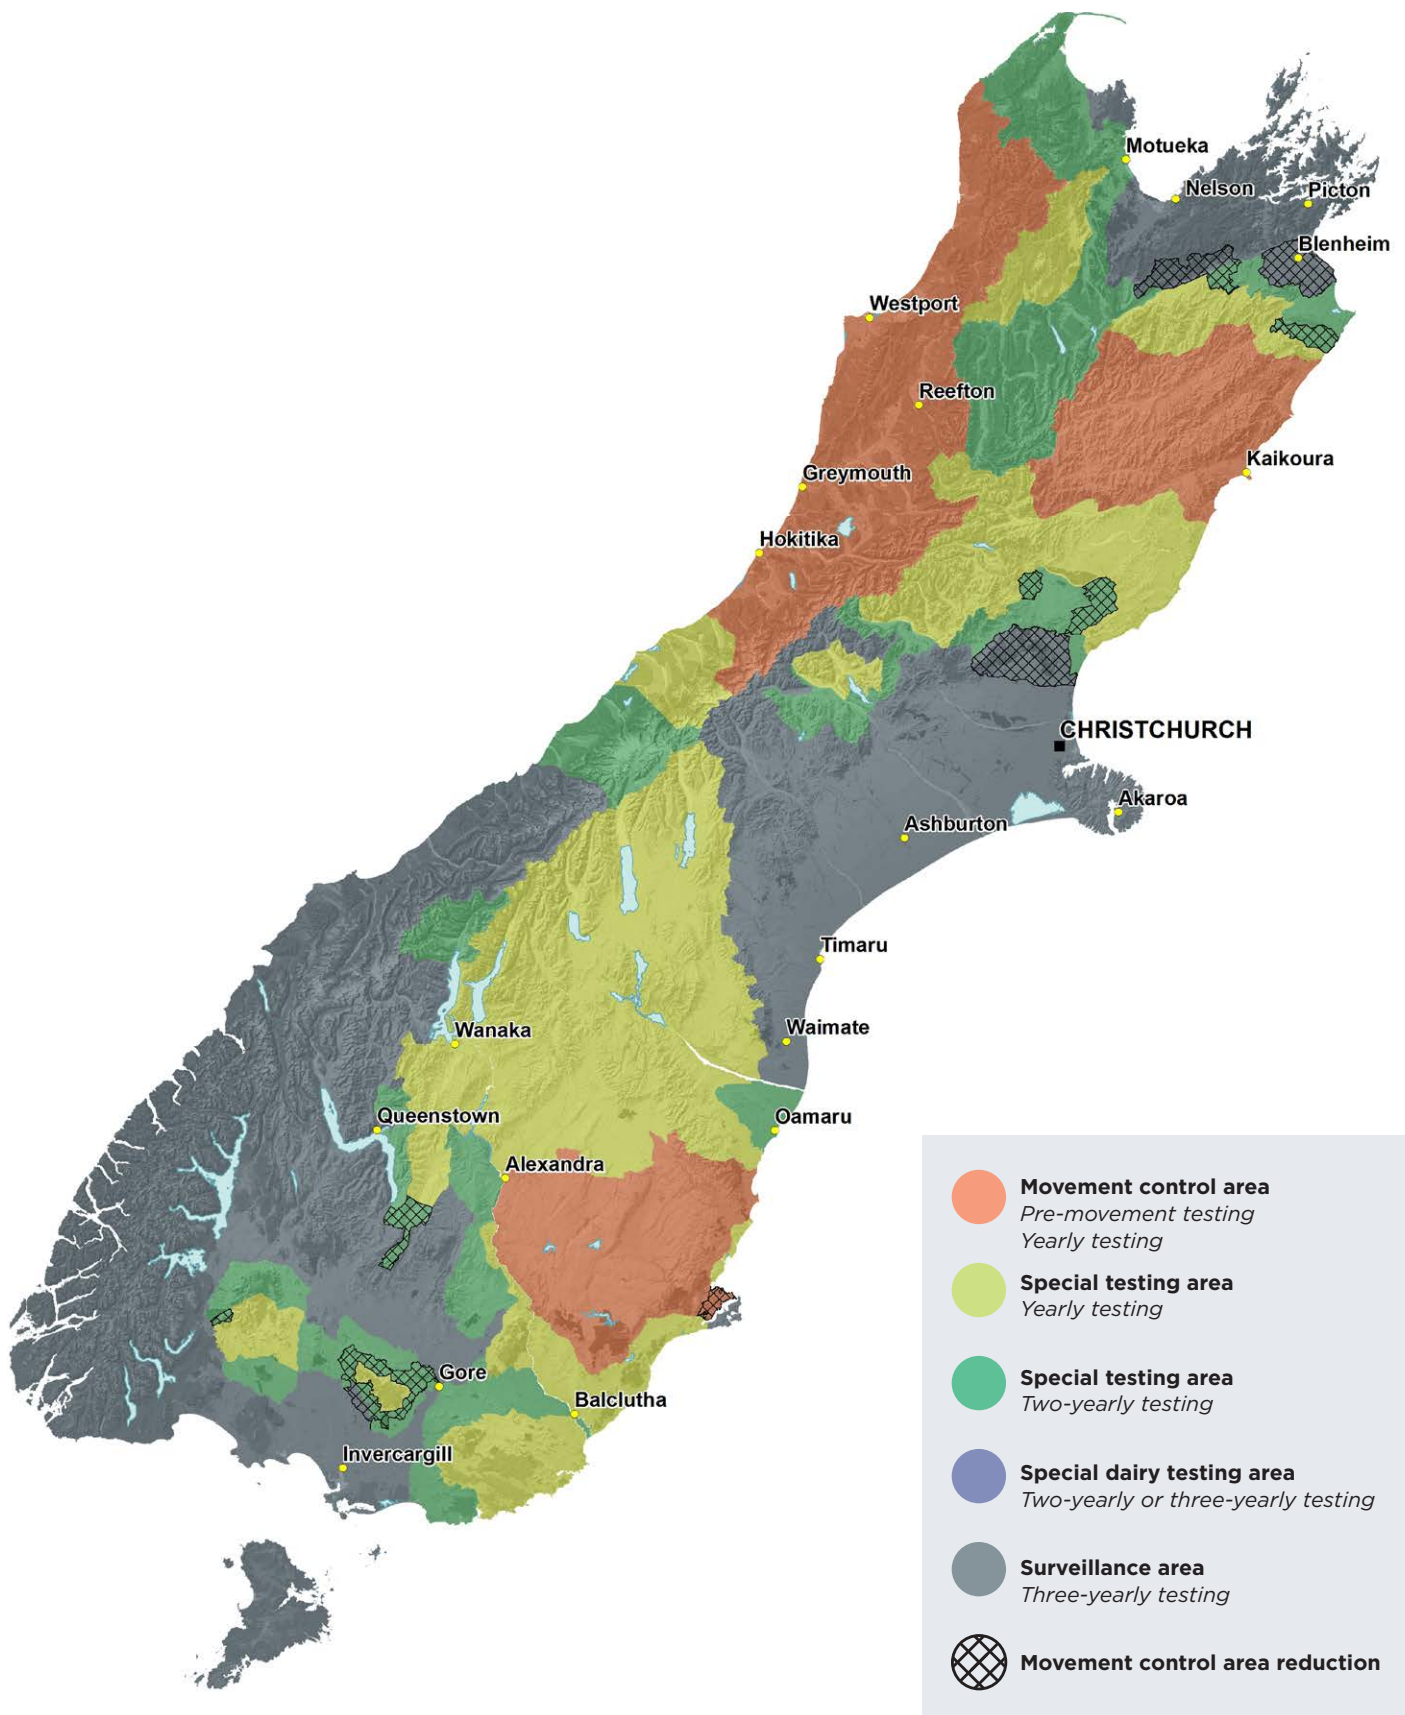 Motueka
Nelson
Picton
Blenheim
Westport
Reefton
Kaikoura
Greymouth
Hokitika
CHRISTCHURCH
Akaroa
Ashburton
Timaru
Waimate
Wanaka
Queenstown
Oamaru
Alexandra
Gore
Balclutha
Invercargill
Movement control area
Pre-movement testing
Yearly testing
Special testing area
Yearly testing
Special testing area
Two-yearly testing
Special dairy testing area
Two-yearly or three-yearly testing
Surveillance area
Three-yearly testing
Movement control area reduction